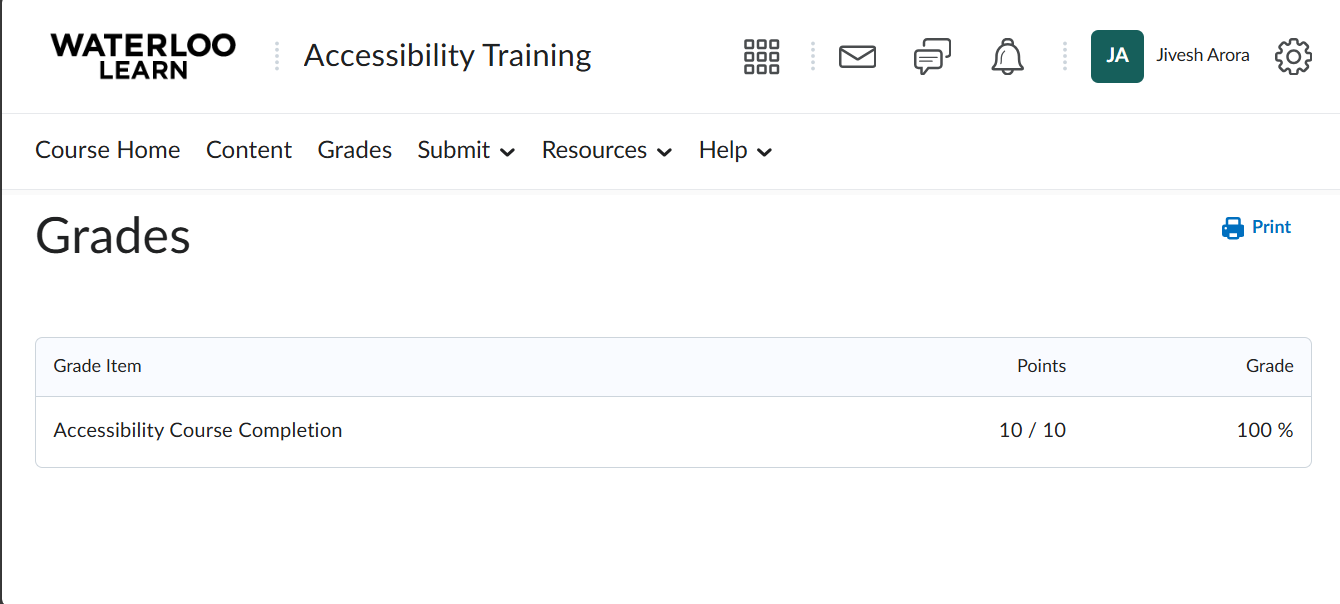 WATERLOO
LEARN
Accessibility Training
JA
Jivesh Arora
Course Home Content Grades Submit Resources Help
Grades
Print
Grade Item Points Grade
Accessibility Course Completion 10 / 10 100 %